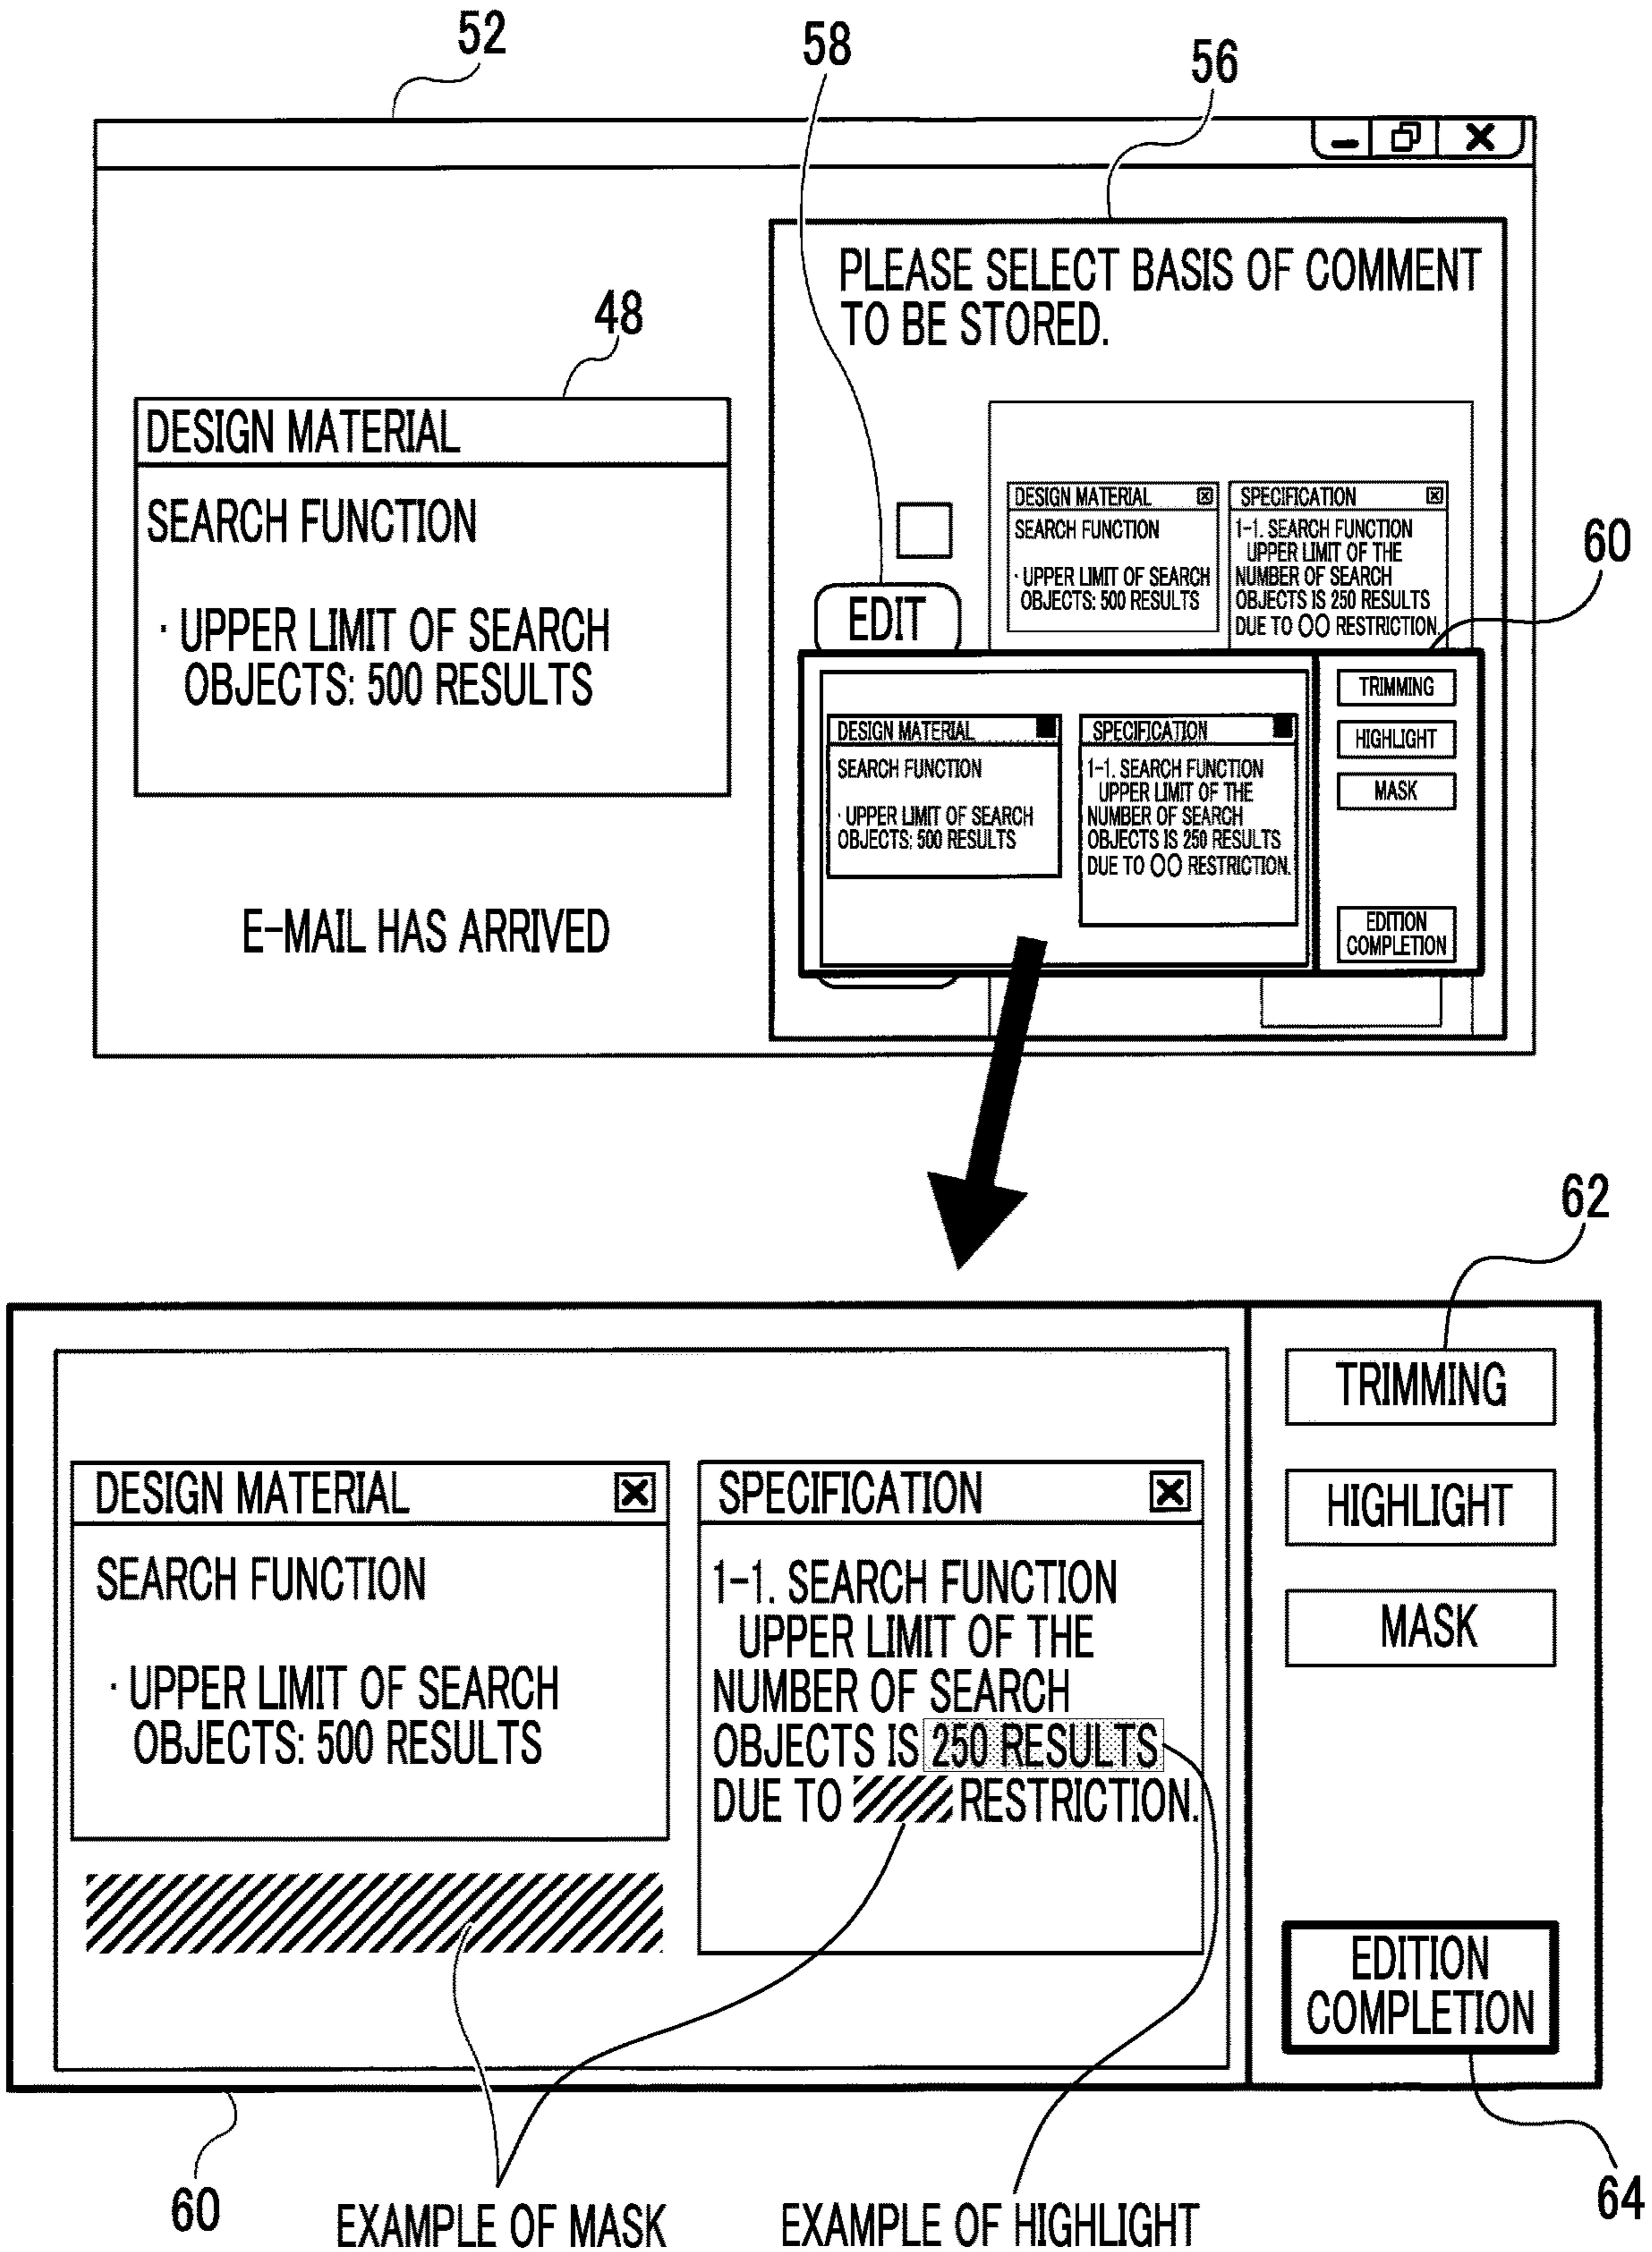 52
58
56
PLEASE SELECT BASIS OF COMMENT
TO BE STORED.
48
DESIGN MATERIAL
SEARCH FUNCTION
· UPPER LIMIT OF SEARCH
OBJECTS: 500 RESULTS
E-MAIL HAS ARRIVED
DESIGN MATERIAL
SEARCH FUNCTION
· UPPER LIMIT OF SEARCH
OBJECTS: 500 RESULTS
SPECIFICATION
1-1. SEARCH FUNCTION
UPPER LIMIT OF THE
NUMBER OF SEARCH
OBJECTS IS 250 RESULTS
DUE TO ○○ RESTRICTION.
60
EDIT
DESIGN MATERIAL
SEARCH FUNCTION
· UPPER LIMIT OF SEARCH
OBJECTS: 500 RESULTS
SPECIFICATION
1-1. SEARCH FUNCTION
UPPER LIMIT OF THE
NUMBER OF SEARCH
OBJECTS IS 250 RESULTS
DUE TO ○○ RESTRICTION.
TRIMMING
HIGHLIGHT
MASK
EDITION
COMPLETION
62
DESIGN MATERIAL
SEARCH FUNCTION
· UPPER LIMIT OF SEARCH
OBJECTS: 500 RESULTS
SPECIFICATION
1-1. SEARCH FUNCTION
UPPER LIMIT OF THE
NUMBER OF SEARCH
OBJECTS IS 250 RESULTS
DUE TO RESTRICTION.
TRIMMING
HIGHLIGHT
MASK
EDITION
COMPLETION
60
EXAMPLE OF MASK
EXAMPLE OF HIGHLIGHT
64